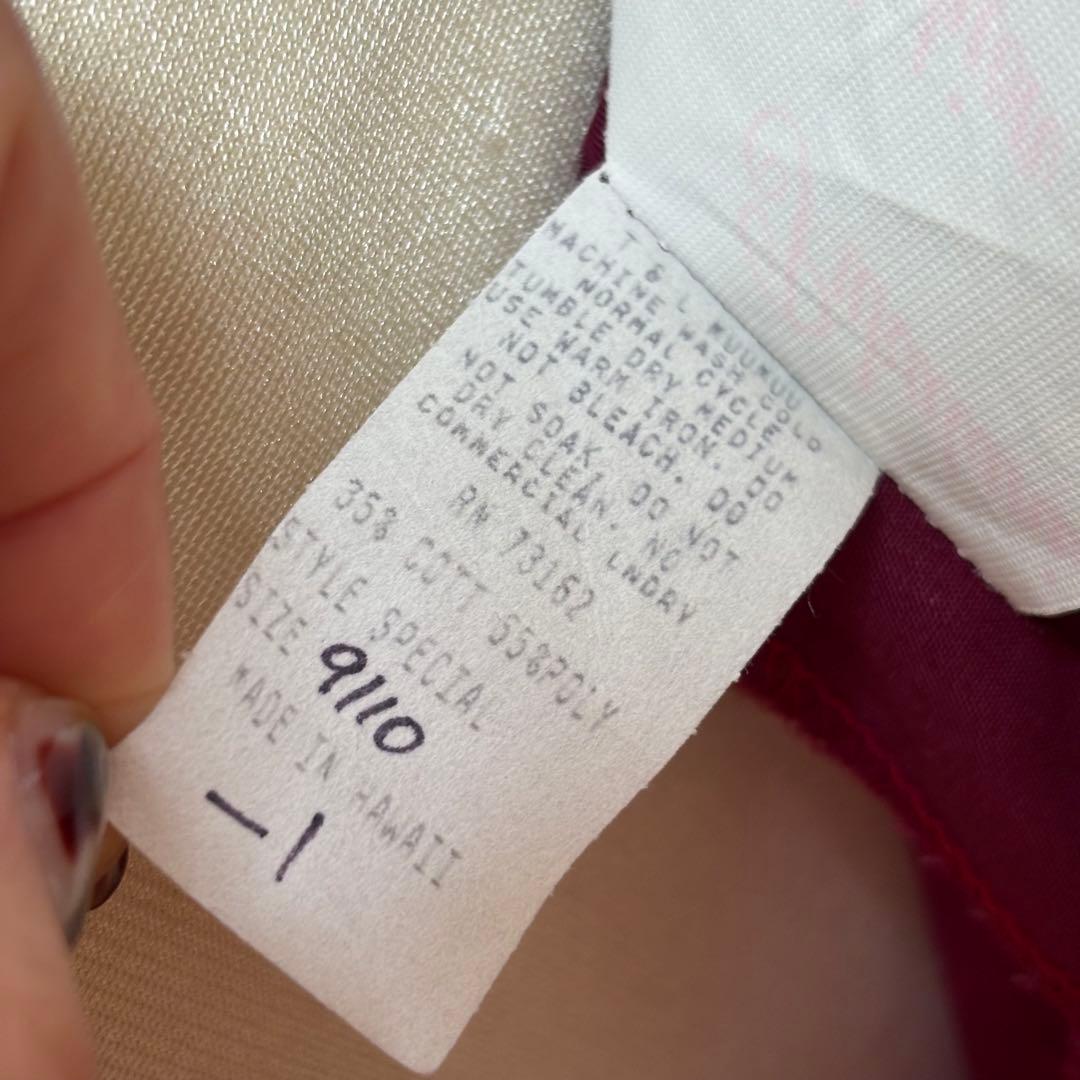 T & L MUUMUU
MACHINE WASH COLD
NORMAL CYCLE
TUMBLE DRY MEDIUM
USE WARM IRON. DO
NOT BLEACH. DO
NOT SOAK, DO NOT
DRY CLEAN. NO
COMMERCIAL LNDRY
RN 73162
35% COTT 65%POLY
STYLE SPECIAL
SIZE 9/10
MADE IN HAWAII
-1